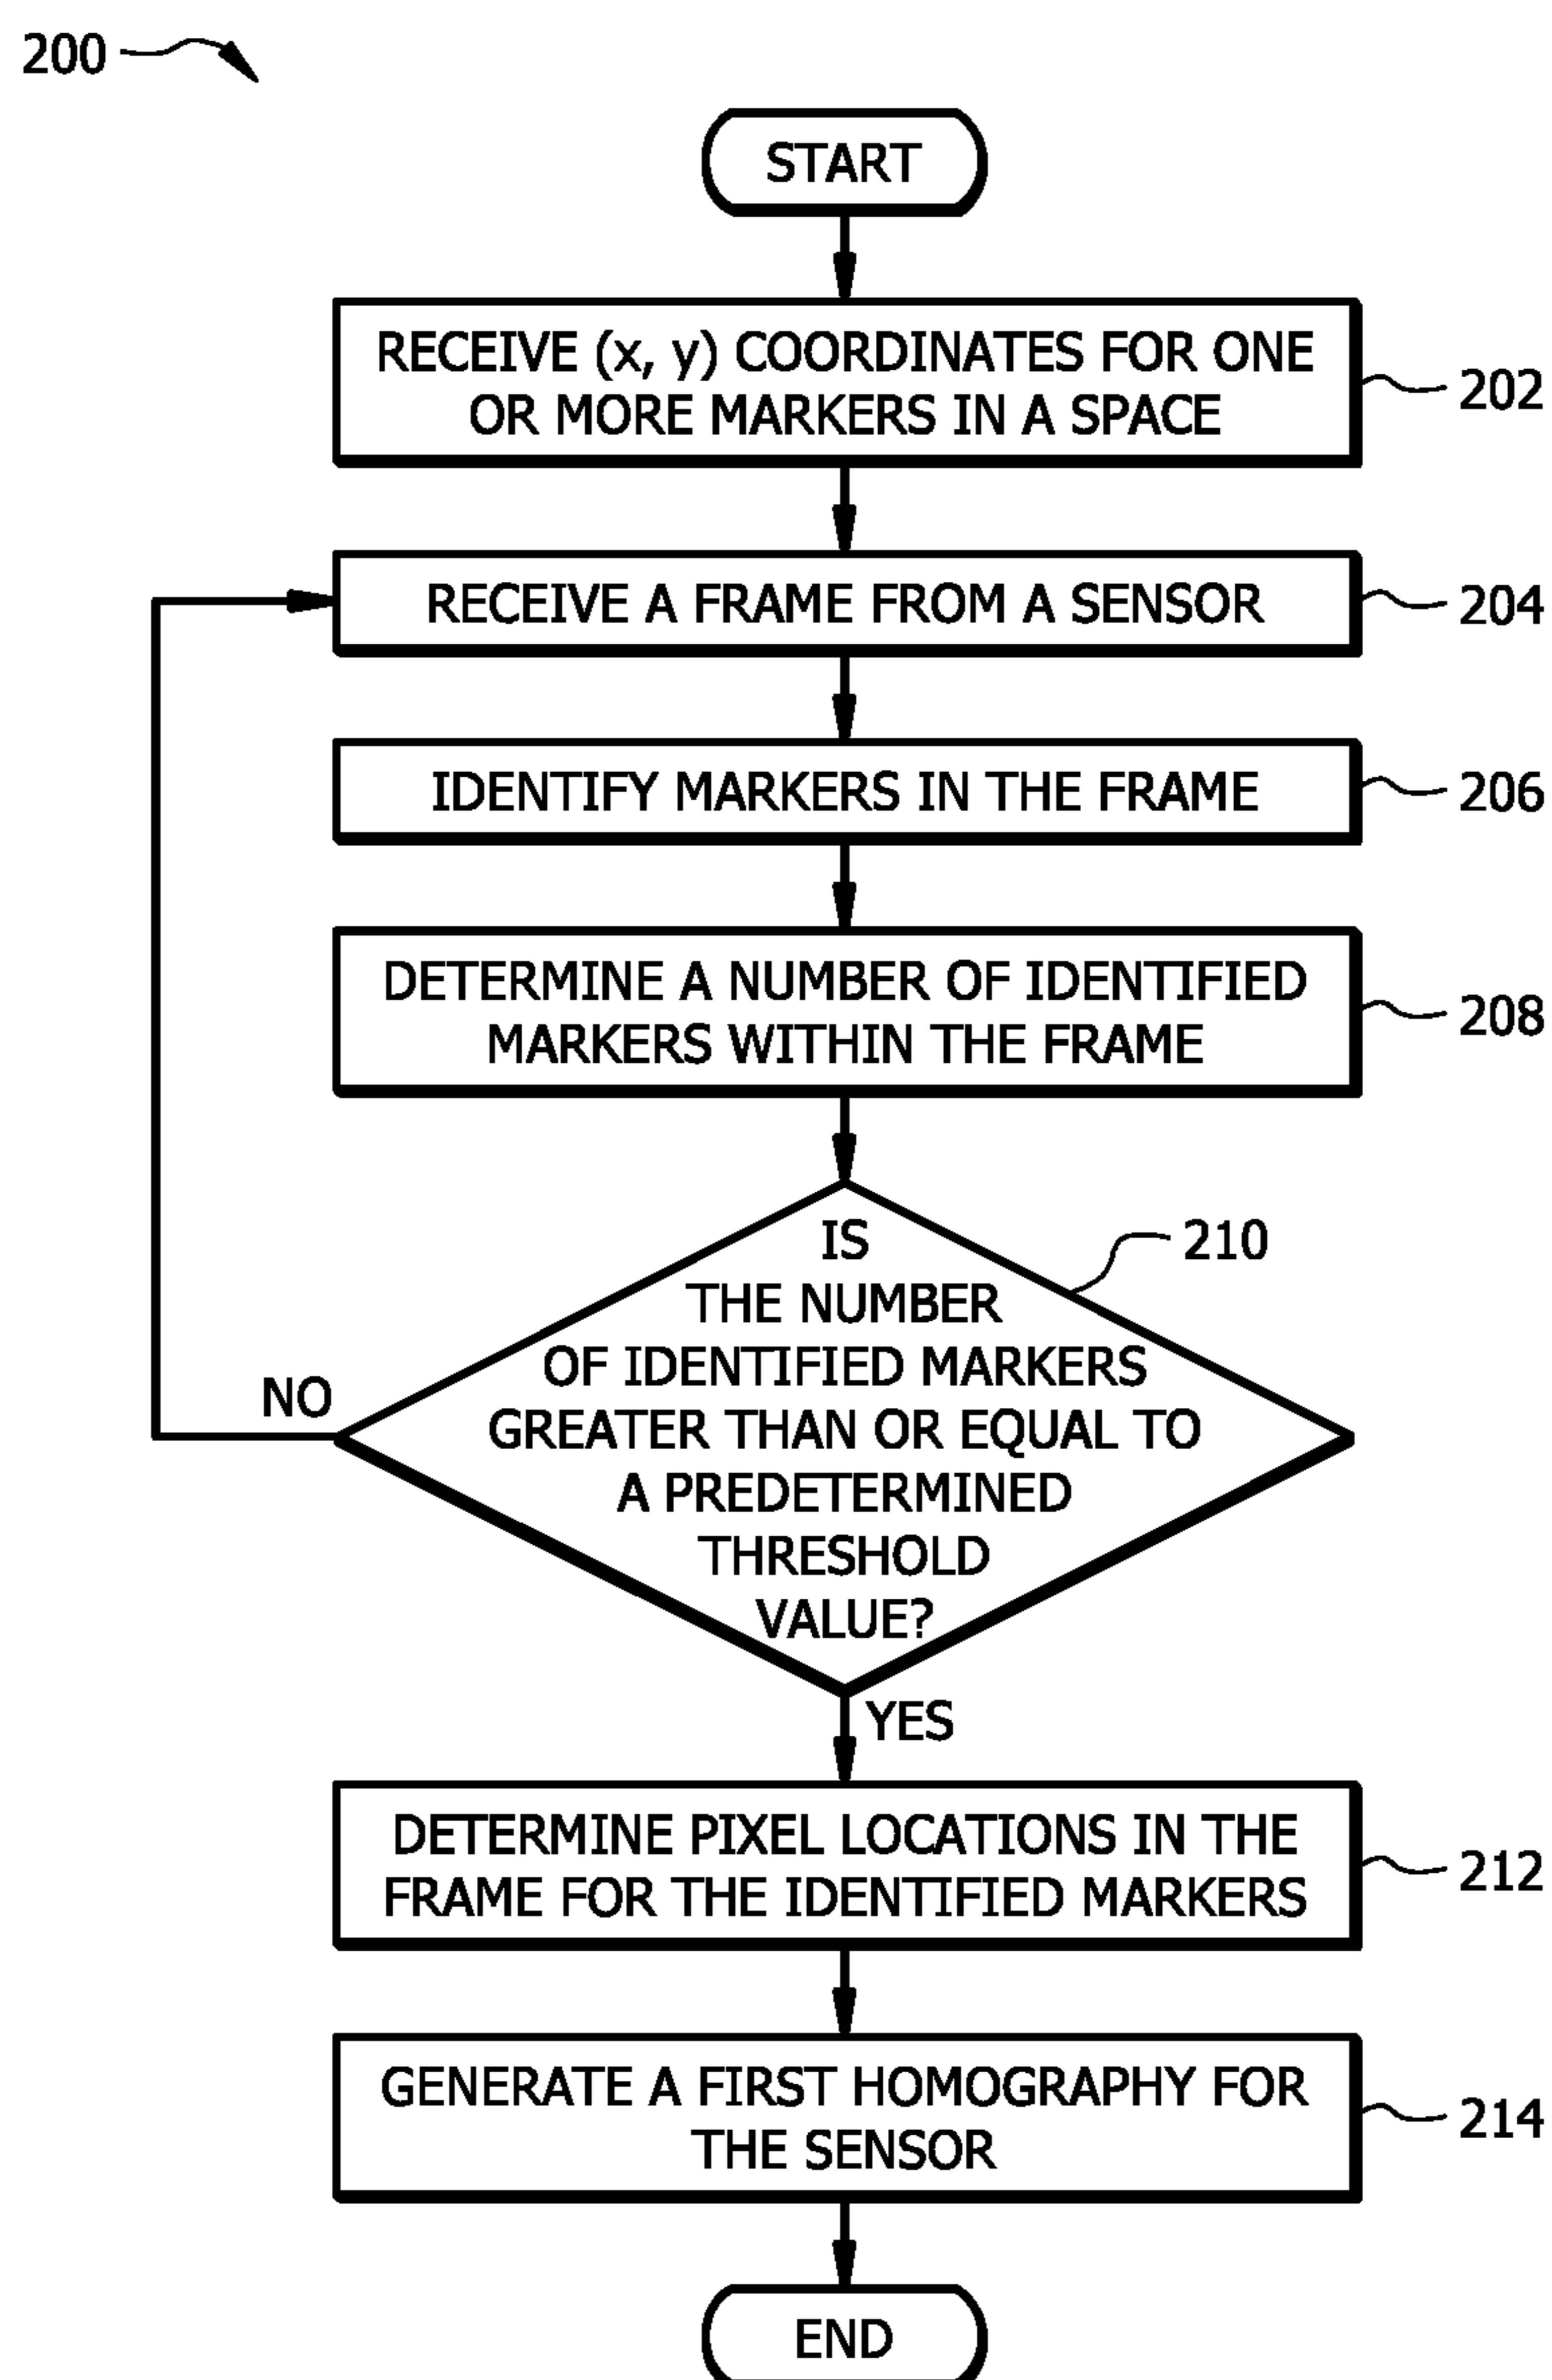 200
START
RECEIVE (x, y) COORDINATES FOR ONE
OR MORE MARKERS IN A SPACE
202
RECEIVE A FRAME FROM A SENSOR
204
IDENTIFY MARKERS IN THE FRAME
206
DETERMINE A NUMBER OF IDENTIFIED
MARKERS WITHIN THE FRAME
208
IS
THE NUMBER
OF IDENTIFIED MARKERS
GREATER THAN OR EQUAL TO
A PREDETERMINED
THRESHOLD
VALUE?
210
NO
YES
DETERMINE PIXEL LOCATIONS IN THE
FRAME FOR THE IDENTIFIED MARKERS
212
GENERATE A FIRST HOMOGRAPHY FOR
THE SENSOR
214
END